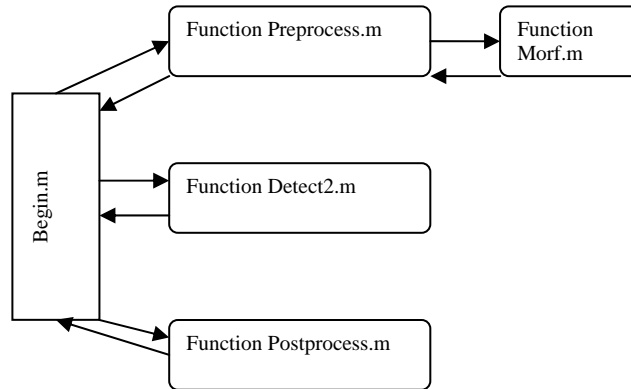 Function Preprocess.m
Function
Morf.m
Begin.m
Function Detect2.m
Function Postprocess.m